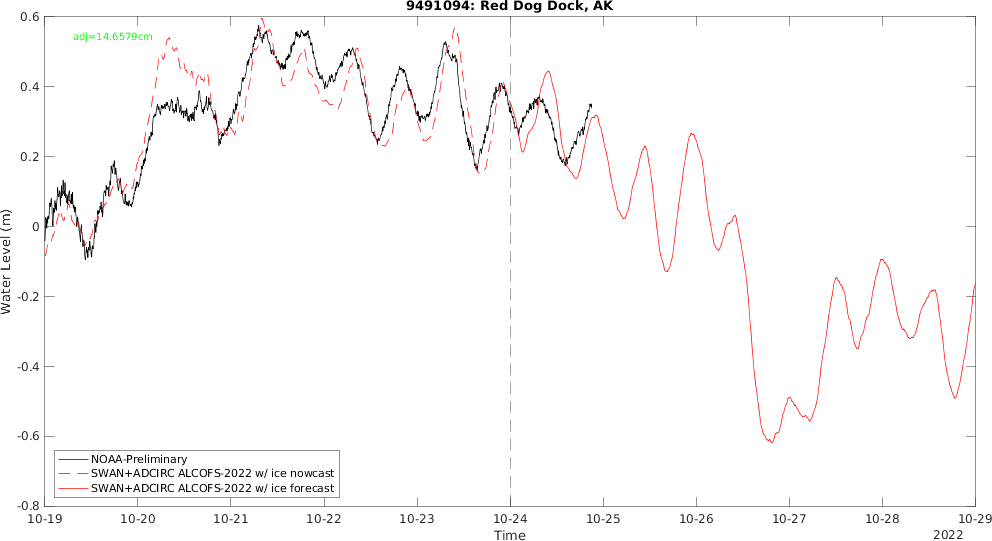 9491094: Red Dog Dock, AK
adj=14.6579cm
Water Level (m)
0.6
0.4
0.2
0
-0.2
-0.4
-0.6
-0.8
NOAA-Preliminary
SWAN+ADCIRC ALCOFS-2022 w/ ice nowcast
SWAN+ADCIRC ALCOFS-2022 w/ ice forecast
10-19 10-20 10-21 10-22 10-23 10-24 10-25 10-26 10-27 10-28 10-29
Time
2022